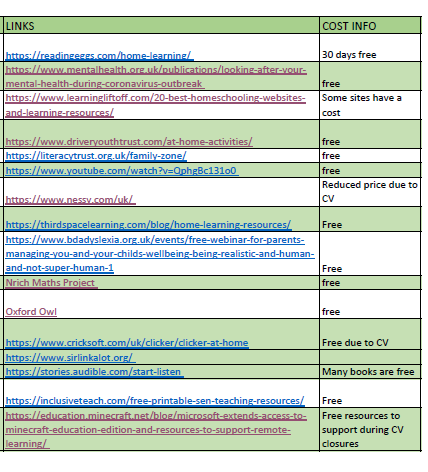 LINKS COST INFO
https://readingeggs.com/home-learning/ 30 days free
https://www.mentalhealth.org.uk/publications/looking-after-your-
mental-health-during-coronavirus-outbreak free
https://www.learningliftoff.com/20-best-homeschooling-websites- Some sites have a
and-learning-resources/ cost
https://www.driveryouthtrust.com/at-home-activities/ free
https://literacytrust.org.uk/family-zone/ free
https://www.youtube.com/watch?v=QphgBc131o0 free
Reduced price due to
https://www.nessy.com/uk/ CV
https://thirdspacelearning.com/blog/home-learning-resources/ Free
https://www.bdadyslexia.org.uk/events/free-webinar-for-parents-
managing-you-and-your-childs-wellbeing-being-realistic-and-human-
and-not-super-human-1 Free
Nrich Maths Project free
Oxford Owl free
https://www.cricksoft.com/uk/clicker/clicker-at-home Free due to CV
https://www.sirlinkalot.org/
https://stories.audible.com/start-listen Many books are free
https://inclusiveteach.com/free-printable-sen-teaching-resources/ Free
https://education.minecraft.net/blog/microsoft-extends-access-to- Free resources to
minecraft-education-edition-and-resources-to-support-remote- support during CV
learning/ closures